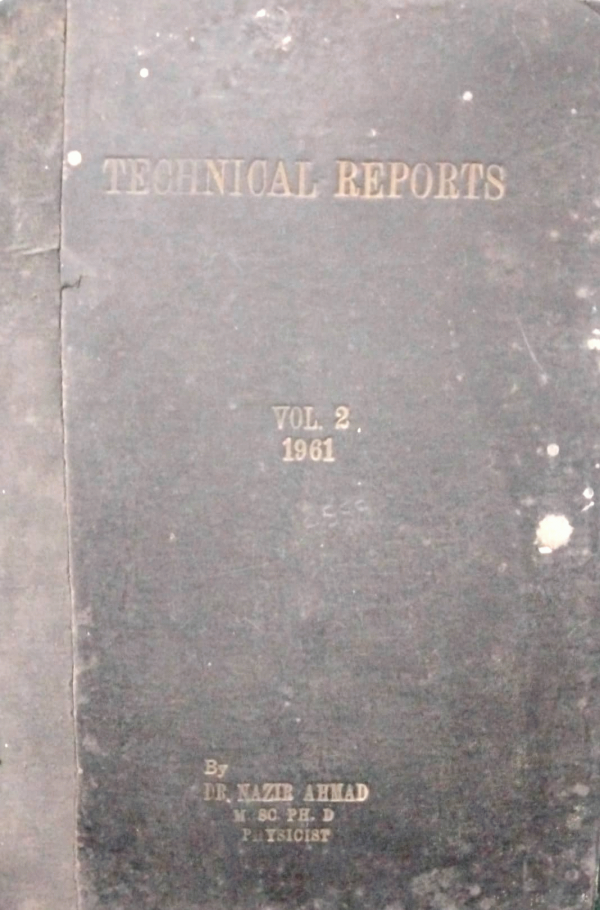 TECHNICAL REPORTS
VOL. 2.
1961
By
DR. NAZIR AHMAD
M SC. PH. D
PHYSICIST